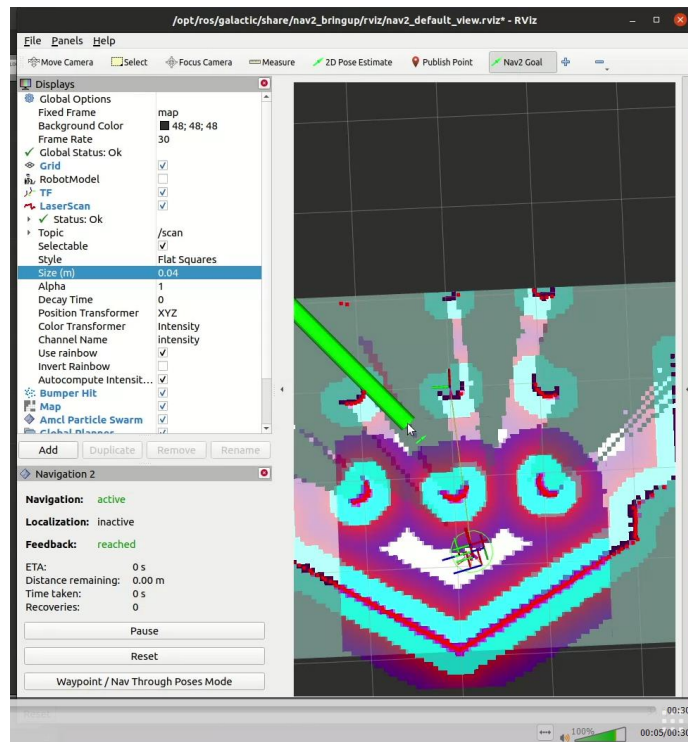 /opt/ros/galactic/share/nav2_bringup/rviz/nav2_default_view.rviz* - RViz
File Panels Help
Move Camera Select Focus Camera Measure 2D Pose Estimate Publish Point Nav2 Goal
Displays
Global Options
Fixed Frame map
Background Color 48; 48; 48
Frame Rate 30
Global Status: Ok
Grid
RobotModel
TF
LaserScan
Status: Ok
Topic /scan
Selectable
Style Flat Squares
Size (m) 0.04
Alpha 1
Decay Time 0
Position Transformer XYZ
Color Transformer Intensity
Channel Name intensity
Use rainbow
Invert Rainbow
Autocompute Intensit...
Bumper Hit
Map
Amcl Particle Swarm
Global Planner
Add Duplicate Remove Rename
Navigation 2
Navigation: active
Localization: inactive
Feedback: reached
ETA: 0 s
Distance remaining: 0.00 m
Time taken: 0 s
Recoveries: 0
Pause
Reset
Waypoint / Nav Through Poses Mode
Reset
00:30
100% 00:05/00:30